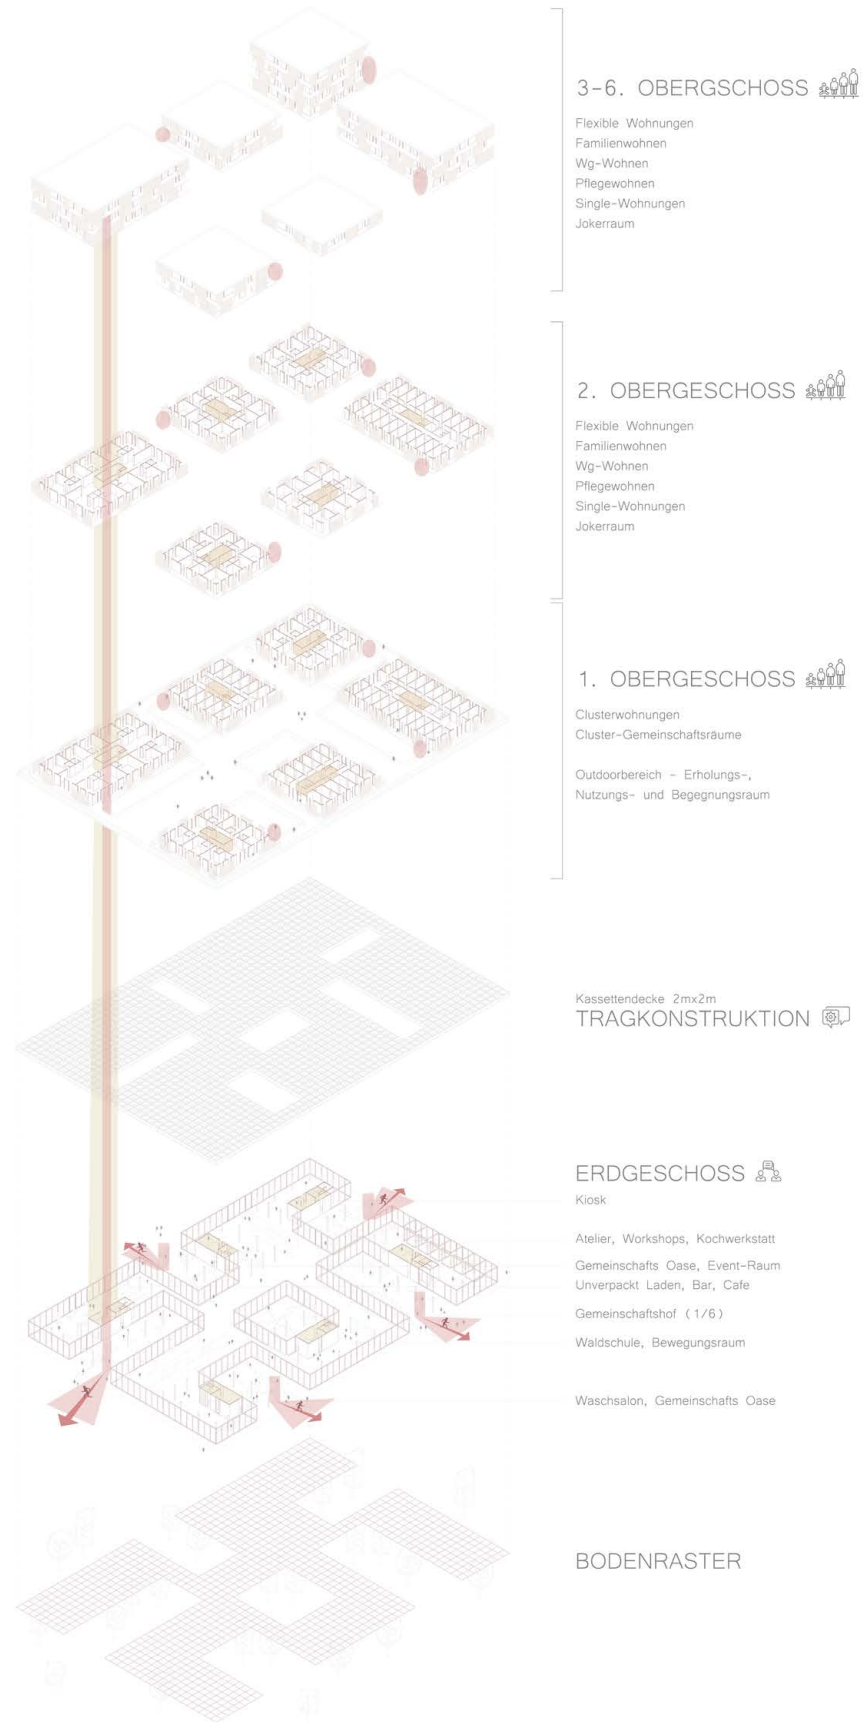 3-6. OBERGSCHOSS
Flexible Wohnungen
Familienwohnen
Wg-Wohnen
Pflegewohnen
Single-Wohnungen
Jokerraum
2. OBERGESCHOSS
Flexible Wohnungen
Familienwohnen
Wg-Wohnen
Pflegewohnen
Single-Wohnungen
Jokerraum
1. OBERGESCHOSS
Clusterwohnungen
Cluster-Gemeinschaftsräume
Outdoorbereich - Erholungs-,
Nutzungs- und Begegnungsraum
Kassettendecke 2mx2m
TRAGKONSTRUKTION
ERDGESCHOSS
Kiosk
Atelier, Workshops, Kochwerkstatt
Gemeinschafts Oase, Event-Raum
Unverpackt Laden, Bar, Cafe
Gemeinschaftshof (1/6)
Waldschule, Bewegungsraum
Waschsalon, Gemeinschafts Oase
BODENRASTER